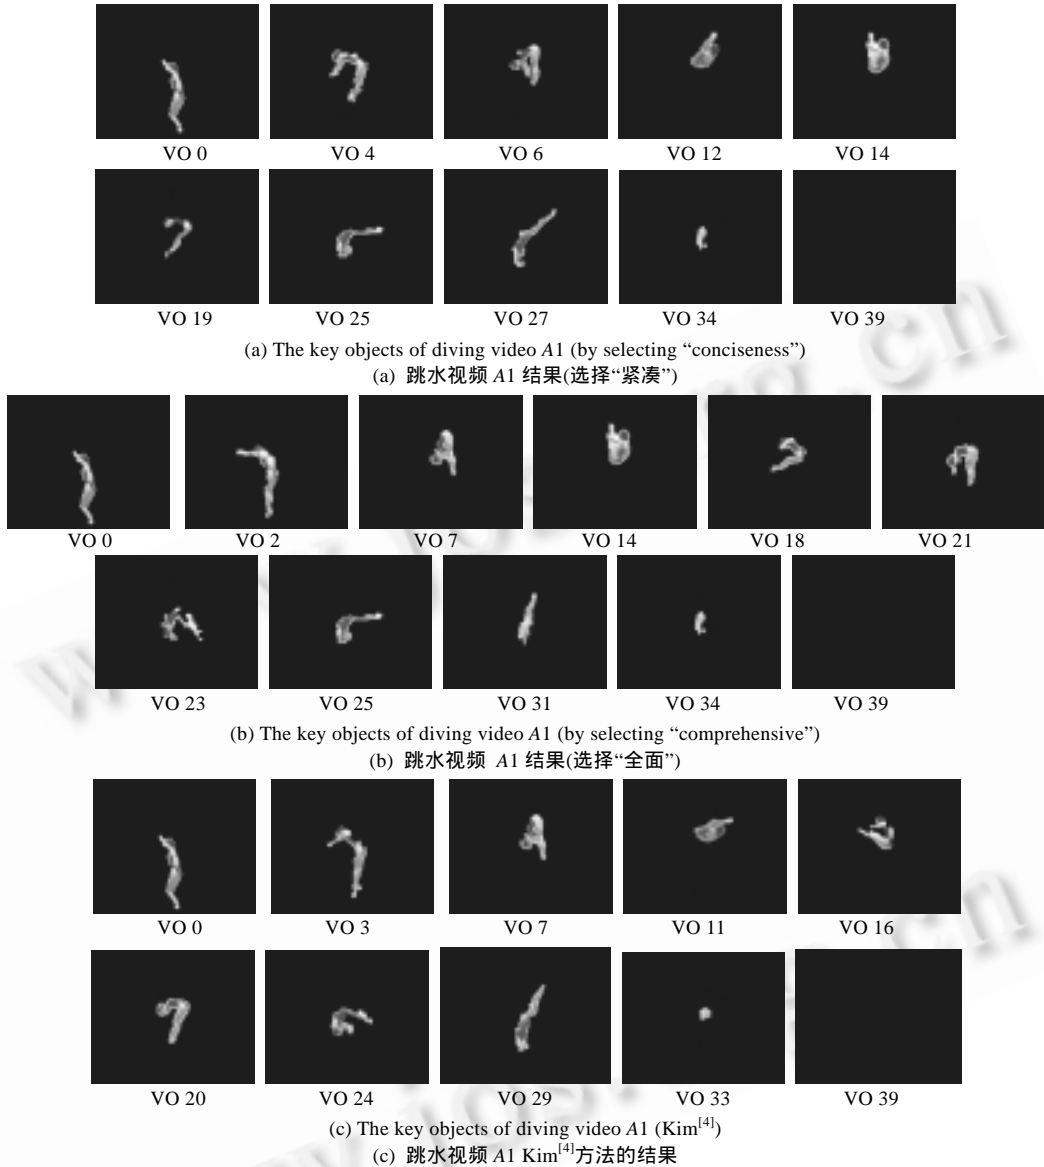 VO 0 VO 4 VO 6 VO 12 VO 14
VO 19 VO 25 VO 27 VO 34 VO 39
(a) The key objects of diving video A1 (by selecting “conciseness”)
(a) 跳水视频 A1 结果(选择“紧凑”)
VO 0 VO 2 VO 7 VO 14 VO 18 VO 21
VO 23 VO 25 VO 31 VO 34 VO 39
(b) The key objects of diving video A1 (by selecting “comprehensive”)
(b) 跳水视频 A1 结果(选择“全面”)
VO 0 VO 3 VO 7 VO 11 VO 16
VO 20 VO 24 VO 29 VO 33 VO 39
(c) The key objects of diving video A1 (Kim[4])
(c) 跳水视频 A1 Kim[4]方法的结果